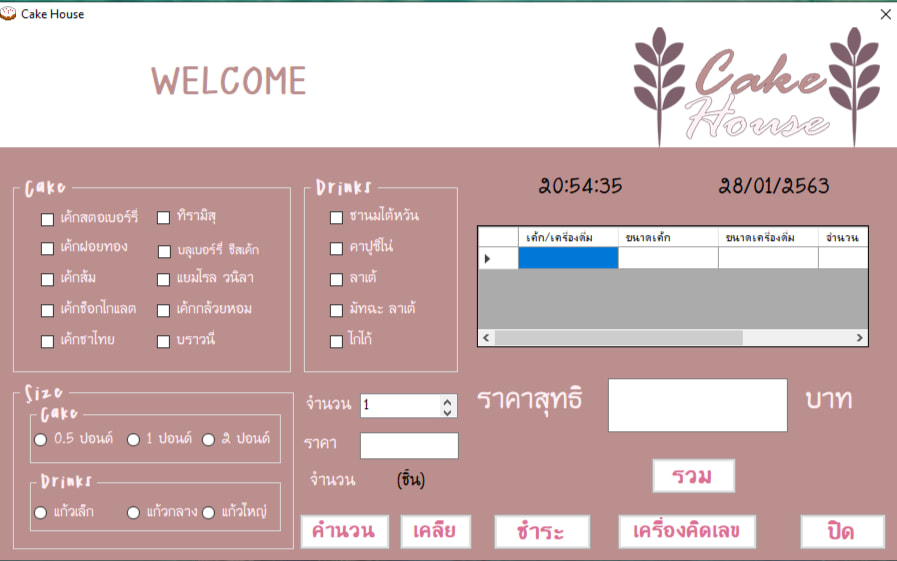 Cake House
WELCOME
Cake
House
Cake
เค้กสตอเบอร์รี่
ทิรามิสุ
เค้กฝอยทอง
บลูเบอร์รี่ ชีสเค้ก
เค้กส้ม
แยมโรล วนิลา
เค้กช็อกโกแลต
เค้กกล้วยหอม
เค้กชาไทย
บราวนี่
Drinks
ชานมไต้หวัน
คาปูชิโน่
ลาเต้
มัทฉะ ลาเต้
โกโก้
20:54:35
28/01/2563
เค้ก/เครื่องดื่ม
ขนาดเค้ก
ขนาดเครื่องดื่ม
จำนวน
Size
Cake
0.5 ปอนด์
1 ปอนด์
2 ปอนด์
Drinks
แก้วเล็ก
แก้วกลาง
แก้วใหญ่
จำนวน
1
ราคา
จำนวน
(ชิ้น)
ราคาสุทธิ
บาท
รวม
คำนวน
เคลีย
ชำระ
เครื่องคิดเลข
ปิด